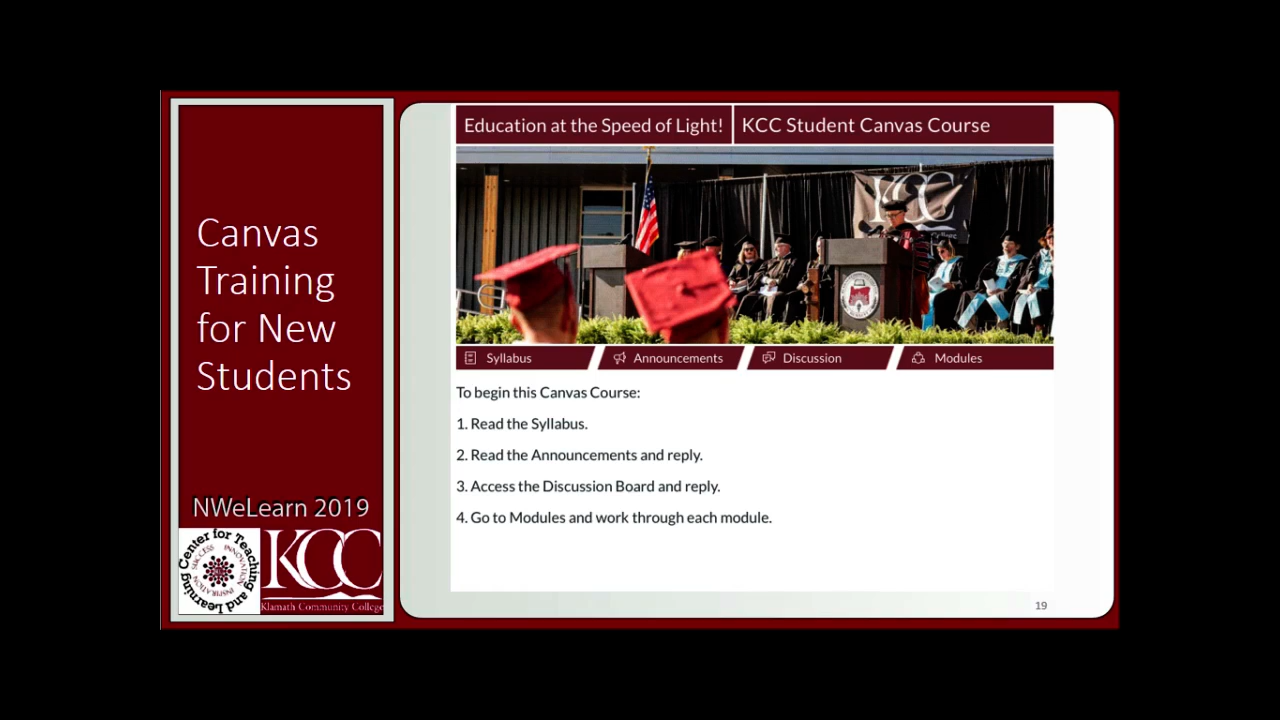 Canvas
Training
for New
Students
NWeLearn 2019
Center for Teaching and Learning
SUCCESS INNOVATION INSPIRATION
KCC
Klamath Community College
Education at the Speed of Light!
KCC Student Canvas Course
KCC
Syllabus
Announcements
Discussion
Modules
To begin this Canvas Course:
1. Read the Syllabus.
2. Read the Announcements and reply.
3. Access the Discussion Board and reply.
4. Go to Modules and work through each module.
19